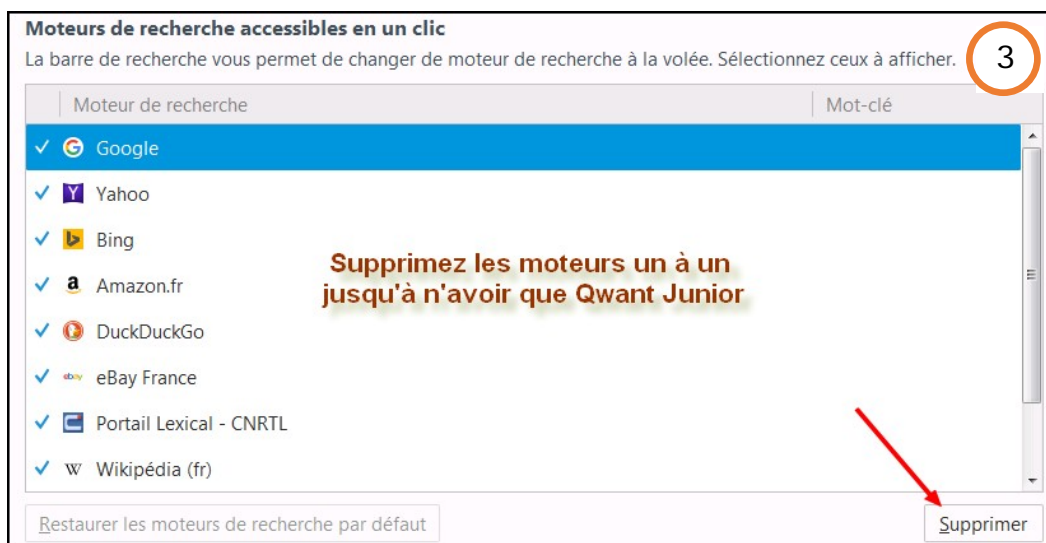 Moteurs de recherche accessibles en un clic
La barre de recherche vous permet de changer de moteur de recherche à la volée. Sélectionnez ceux à afficher.
3
Moteur de recherche Mot-clé
Google
Yahoo
Bing
Amazon.fr
DuckDuckGo
eBay France
Portail Lexical - CNRTL
Wikipédia (fr)
Supprimez les moteurs un à un
jusqu'à n'avoir que Qwant Junior
Restaurer les moteurs de recherche par défaut Supprimer